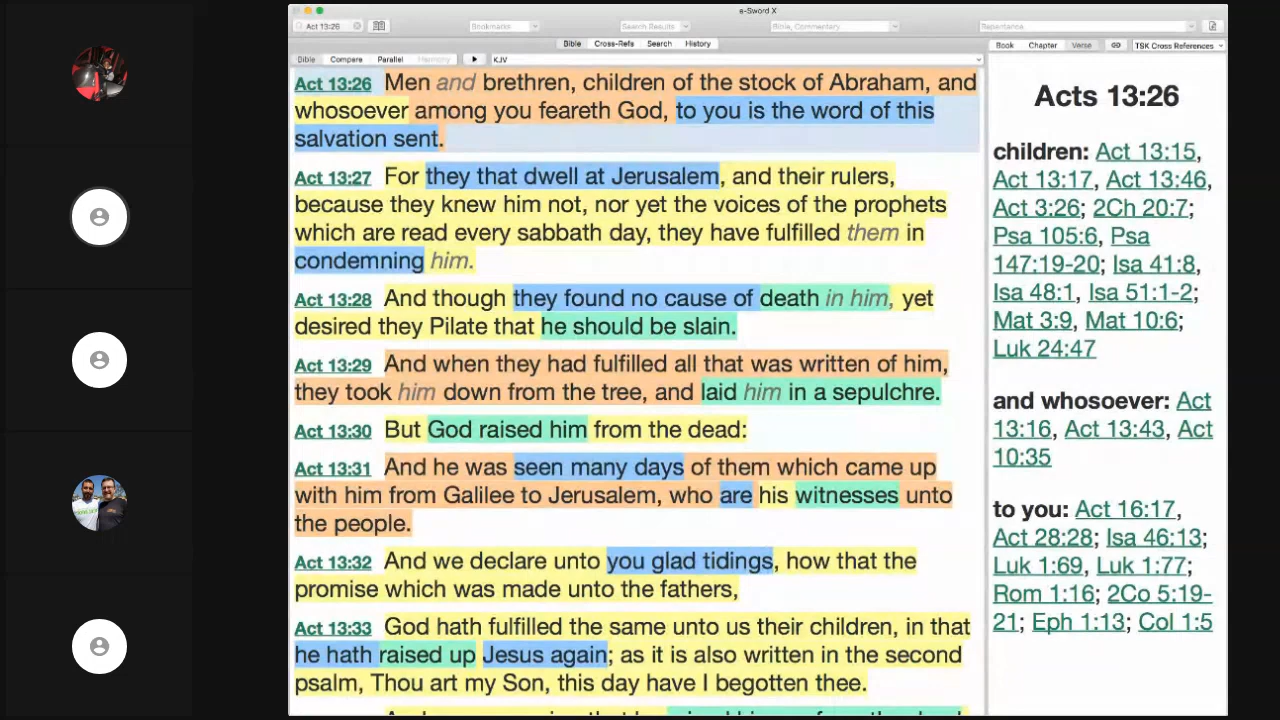 e-Sword X
Act 13:26
Bookmarks
Search Results
Bible, Commentary
Repentance
Bible Cross-Refs Search History
Book Chapter Verse TSK Cross References
Bible Compare Parallel Harmony KJV
Act 13:26 Men and brethren, children of the stock of Abraham, and
whosoever among you feareth God, to you is the word of this
salvation sent.
Act 13:27 For they that dwell at Jerusalem, and their rulers,
because they knew him not, nor yet the voices of the prophets
which are read every sabbath day, they have fulfilled them in
condemning him.
Act 13:28 And though they found no cause of death in him, yet
desired they Pilate that he should be slain.
Act 13:29 And when they had fulfilled all that was written of him,
they took him down from the tree, and laid him in a sepulchre.
Act 13:30 But God raised him from the dead:
Act 13:31 And he was seen many days of them which came up
with him from Galilee to Jerusalem, who are his witnesses unto
the people.
Act 13:32 And we declare unto you glad tidings, how that the
promise which was made unto the fathers,
Act 13:33 God hath fulfilled the same unto us their children, in that
he hath raised up Jesus again; as it is also written in the second
psalm, Thou art my Son, this day have I begotten thee.
Acts 13:26
children: Act 13:15,
Act 13:17, Act 13:46,
Act 3:26; 2Ch 20:7;
Psa 105:6, Psa
147:19-20; Isa 41:8,
Isa 48:1, Isa 51:1-2;
Mat 3:9, Mat 10:6;
Luk 24:47
and whosoever: Act
13:16, Act 13:43, Act
10:35
to you: Act 16:17,
Act 28:28; Isa 46:13;
Luk 1:69, Luk 1:77;
Rom 1:16; 2Co 5:19-
21; Eph 1:13; Col 1:5